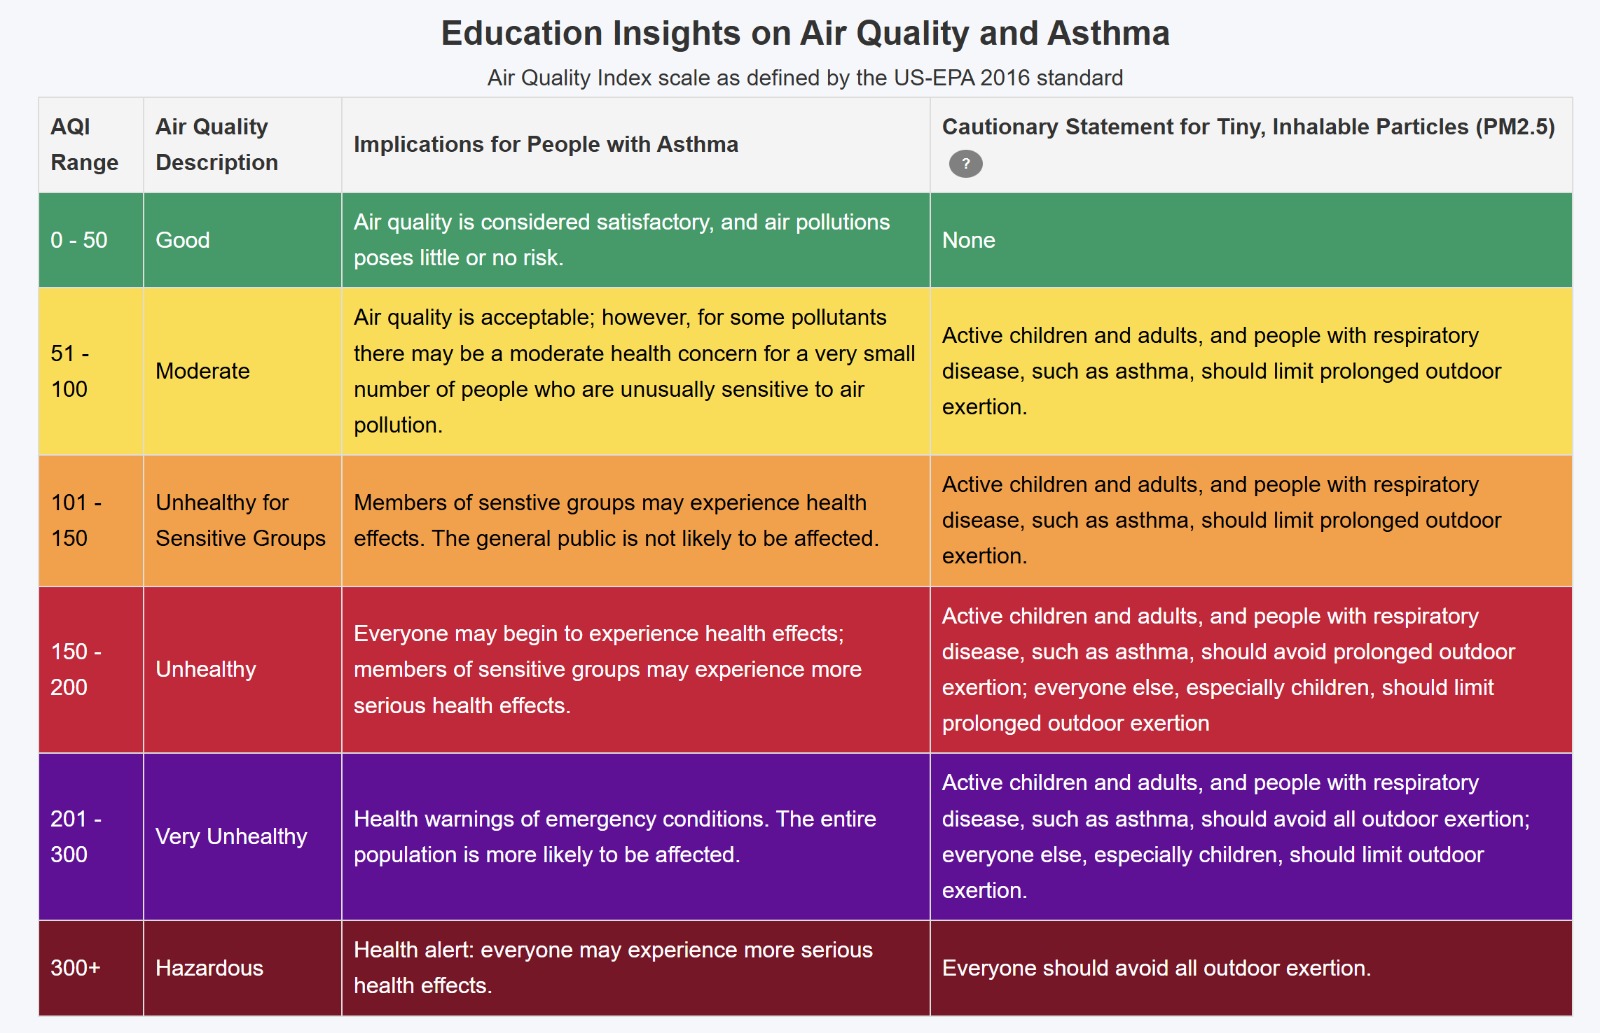 Education Insights on Air Quality and Asthma
Air Quality Index scale as defined by the US-EPA 2016 standard
AQI
Range
Air Quality
Description
Implications for People with Asthma
Cautionary Statement for Tiny, Inhalable Particles (PM2.5)
?
0 - 50
Good
Air quality is considered satisfactory, and air pollutions
poses little or no risk.
None
51 -
100
Moderate
Air quality is acceptable; however, for some pollutants
there may be a moderate health concern for a very small
number of people who are unusually sensitive to air
pollution.
Active children and adults, and people with respiratory
disease, such as asthma, should limit prolonged outdoor
exertion.
101 -
150
Unhealthy for
Sensitive Groups
Members of senstive groups may experience health
effects. The general public is not likely to be affected.
Active children and adults, and people with respiratory
disease, such as asthma, should limit prolonged outdoor
exertion.
150 -
200
Unhealthy
Everyone may begin to experience health effects;
members of sensitive groups may experience more
serious health effects.
Active children and adults, and people with respiratory
disease, such as asthma, should avoid prolonged outdoor
exertion; everyone else, especially children, should limit
prolonged outdoor exertion
201 -
300
Very Unhealthy
Health warnings of emergency conditions. The entire
population is more likely to be affected.
Active children and adults, and people with respiratory
disease, such as asthma, should avoid all outdoor exertion;
everyone else, especially children, should limit outdoor
exertion.
300+
Hazardous
Health alert: everyone may experience more serious
health effects.
Everyone should avoid all outdoor exertion.